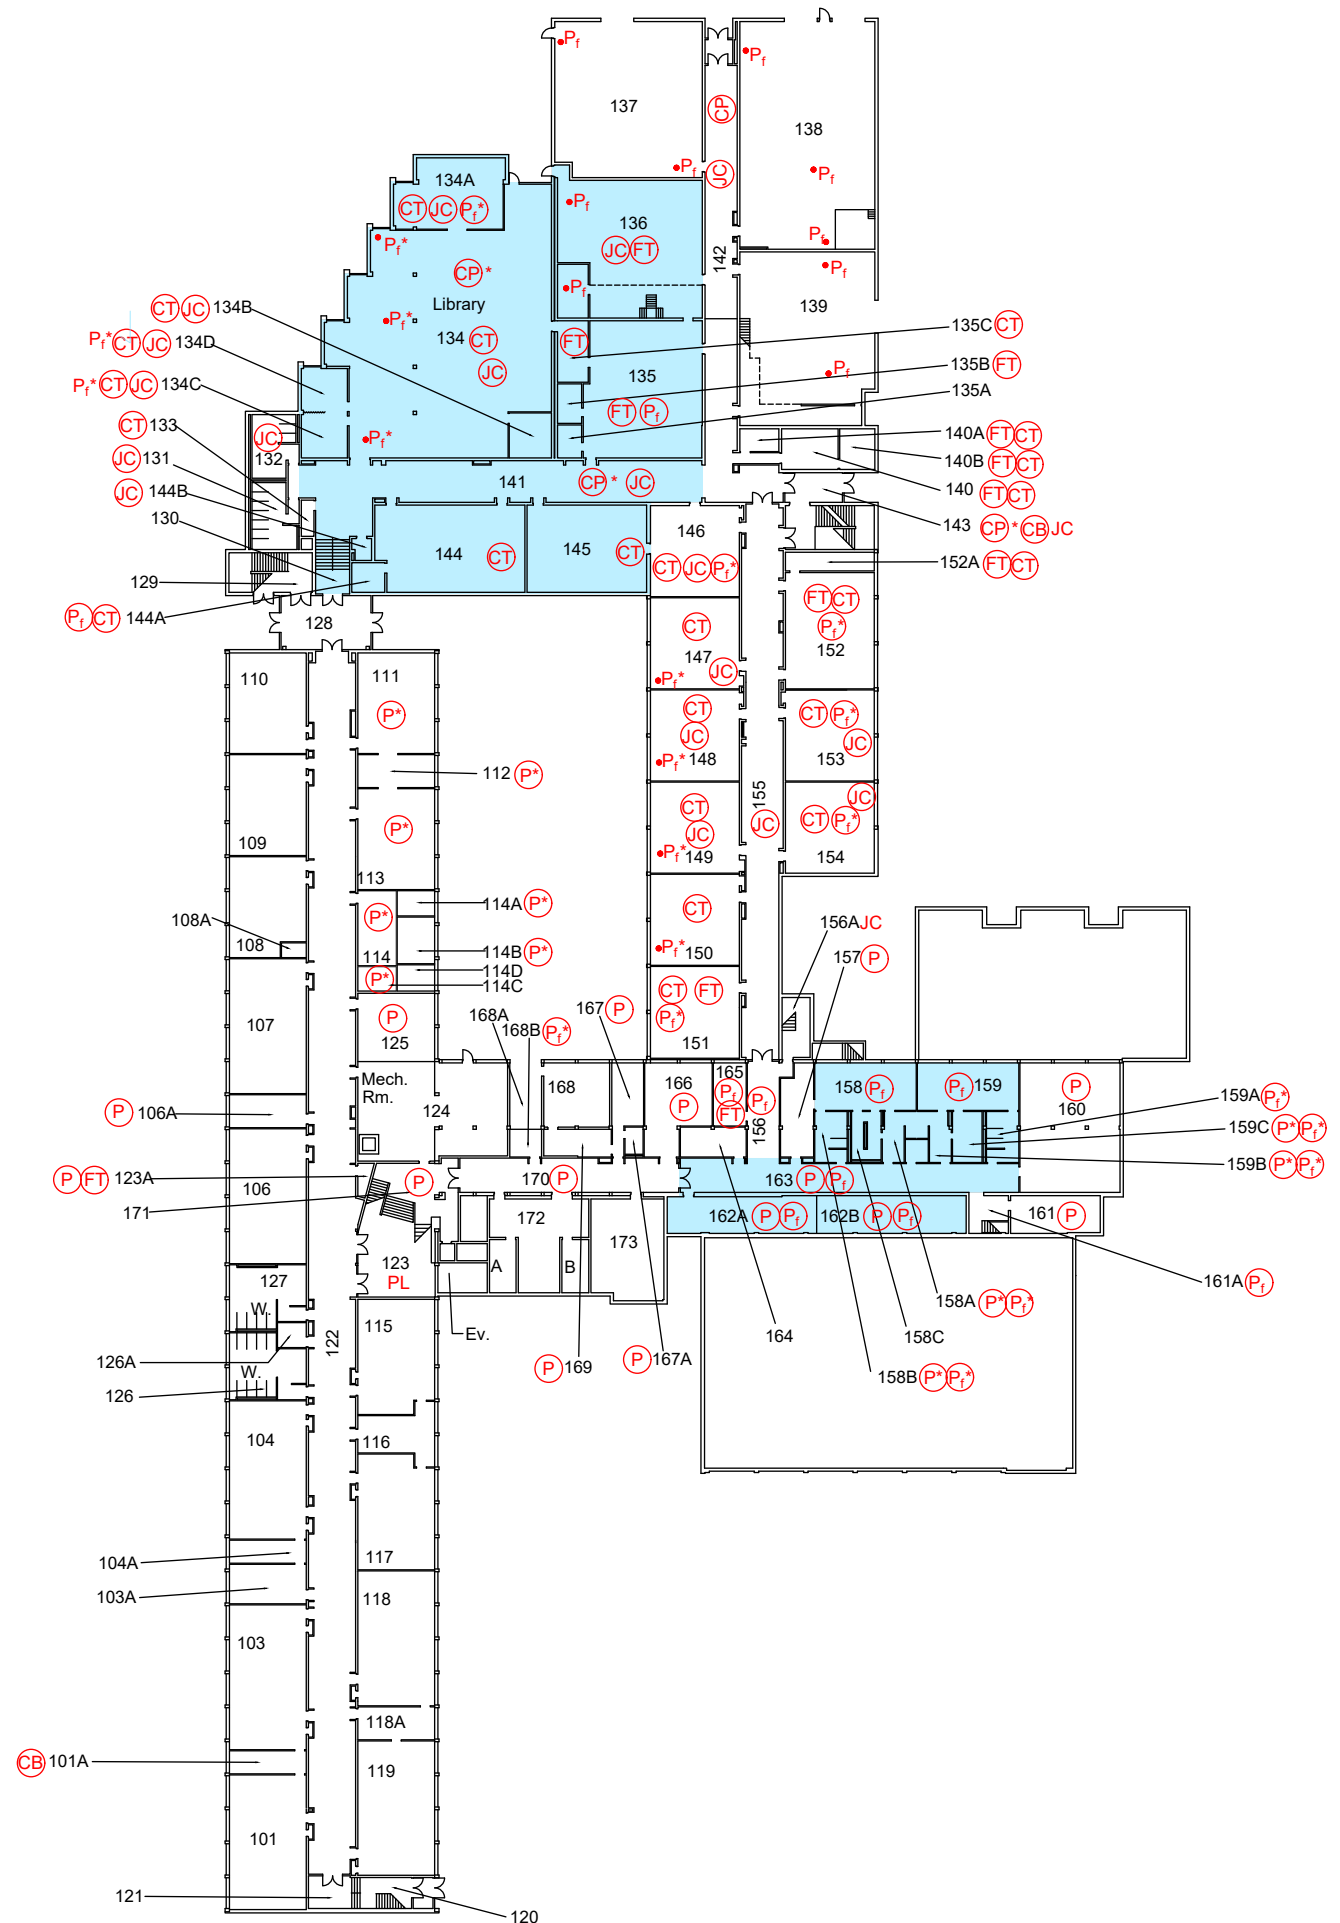 Pf
Pf
137
CP
138
Pf
JC
Pf
134A
CT JC Pf*
Pf
136
JC FT
Pf
142
Pf
Pf*
CP *
Library
Pf
139
CT JC 134B
Pf*
134 CT
FT
135C CT
Pf* CT JC 134D
JC
135
135B FT
Pf
Pf* CT JC 134C
FT Pf
135A
CT 133
JC
132
Pf*
140A FT CT
140B
FT CT
JC 131
141
CP * JC
140
FT CT
JC
144B
130
143
CP * CB JC
144
CT
145
CT
146
CT JC Pf*
152A FT CT
129
FT CT
Pf*
152
Pf CT 144A
128
CT
147
JC
Pf*
110
111
P*
CT
JC
148
Pf*
CT Pf*
JC
153
112 P*
155
JC
CT
JC
149
Pf*
JC
CT Pf*
154
109
P*
113
108A
108
P*
114
114A P*
114B P*
114D
P*
114C
CT
150
Pf*
156A JC
157 P
107
P
125
168A
168B Pf*
167 P
CT FT
Pf*
151
Mech.
Rm.
124
168
166
P
165
Pf
FT
Pf
156
158 Pf
Pf 159
P
160
159A Pf*
P 106A
159C P* Pf*
159B P* Pf*
P FT 123A
171
P
170 P
163 P Pf
106
172
173
162A P Pf
162B P Pf
161 P
127
W.
123
PL
A
B
161A Pf
158A P* Pf*
115
Ev.
122
164
158C
126A
W.
126
P 169
P 167A
158B P* Pf*
104
116
104A
117
103A
118
103
118A
CB 101A
119
101
121
120